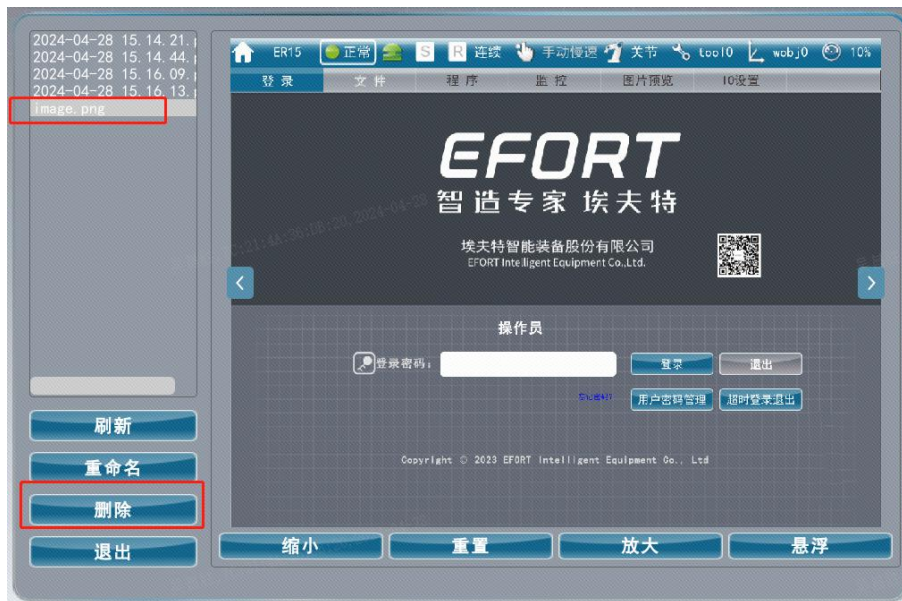 2024-04-28 15.14.21.
2024-04-28 15.14.44.
2024-04-28 15.16.09.
2024-04-28 15.16.13.
image.png
刷新
重命名
删除
退出
ER15 正常 S R 连续 手动慢速 关节 tool0 wobj0 10%
登录 文件 程序 监控 图片预览 IO设置
EFORT
智造专家 埃夫特
埃夫特智能装备股份有限公司
EFORT Intelligent Equipment Co.,Ltd.
操作员
登录密码：
登录 退出
用户密码管理 超时登录退出
Copyright © 2023 EFORT Intelligent Equipment Co., Ltd
缩小 重置 放大 悬浮